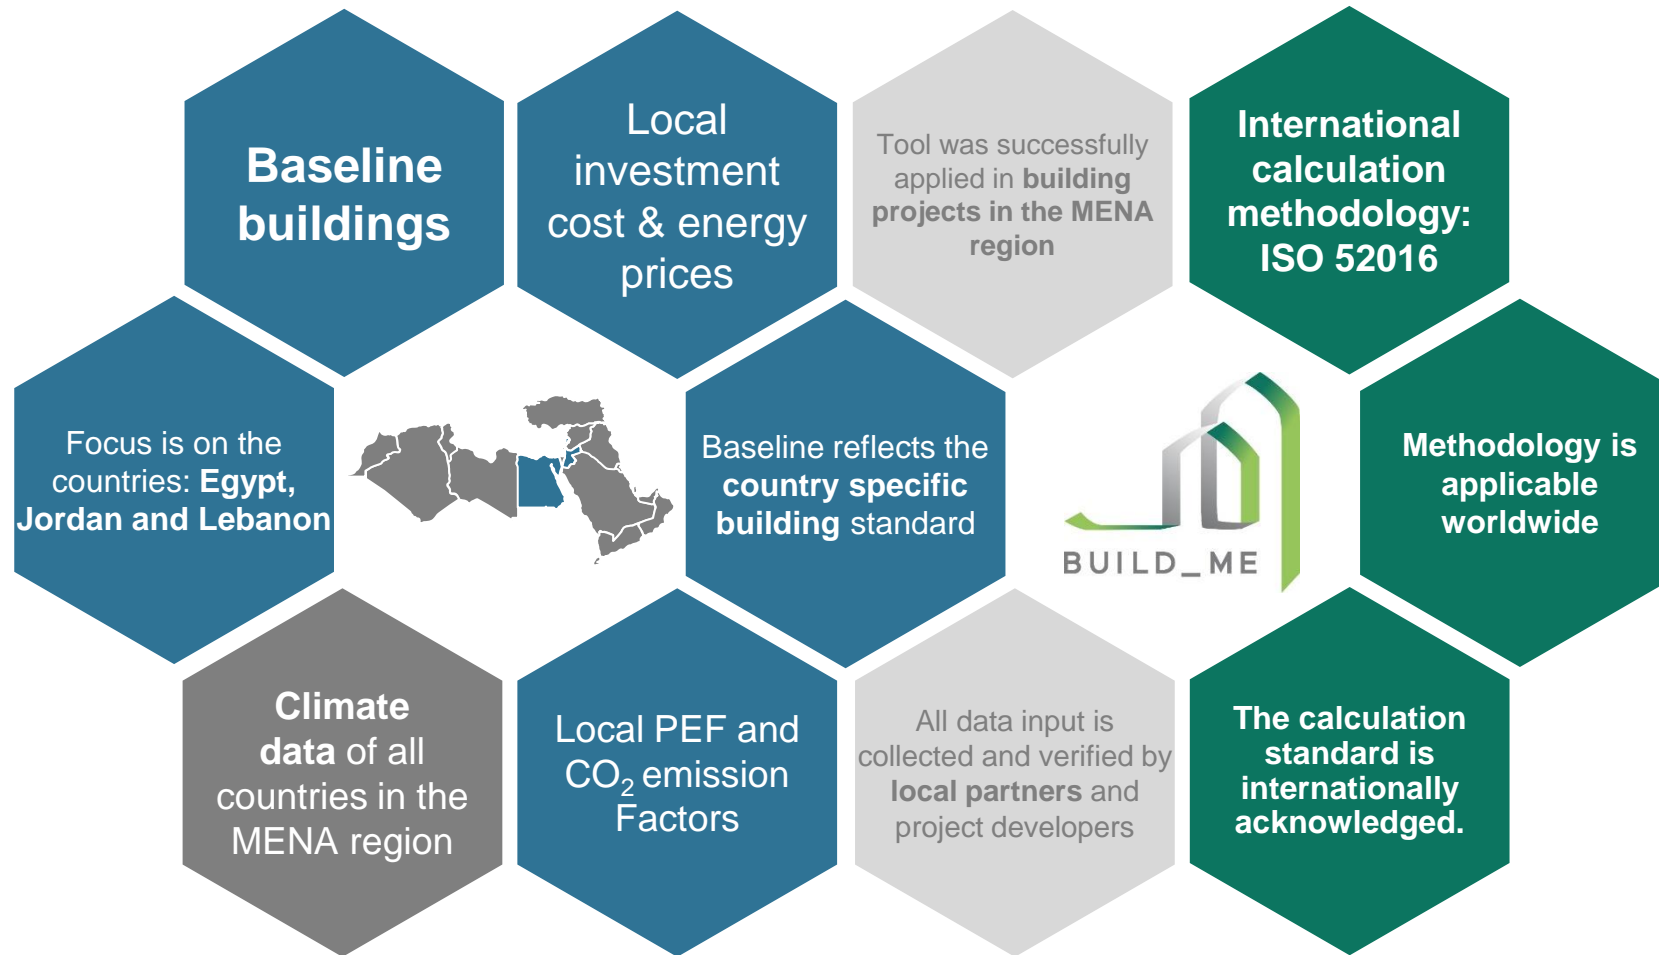 Baseline
buildings
Local
investment
cost & energy
prices
Tool was successfully
applied in building
projects in the MENA
region
International
calculation
methodology:
ISO 52016
Focus is on the
countries: Egypt,
Jordan and Lebanon
Baseline reflects the
country specific
building standard
BUILD_ME
Methodology is
applicable
worldwide
Climate
data of all
countries in the
MENA region
Local PEF and
CO₂ emission
Factors
All data input is
collected and verified by
local partners and
project developers
The calculation
standard is
internationally
acknowledged.